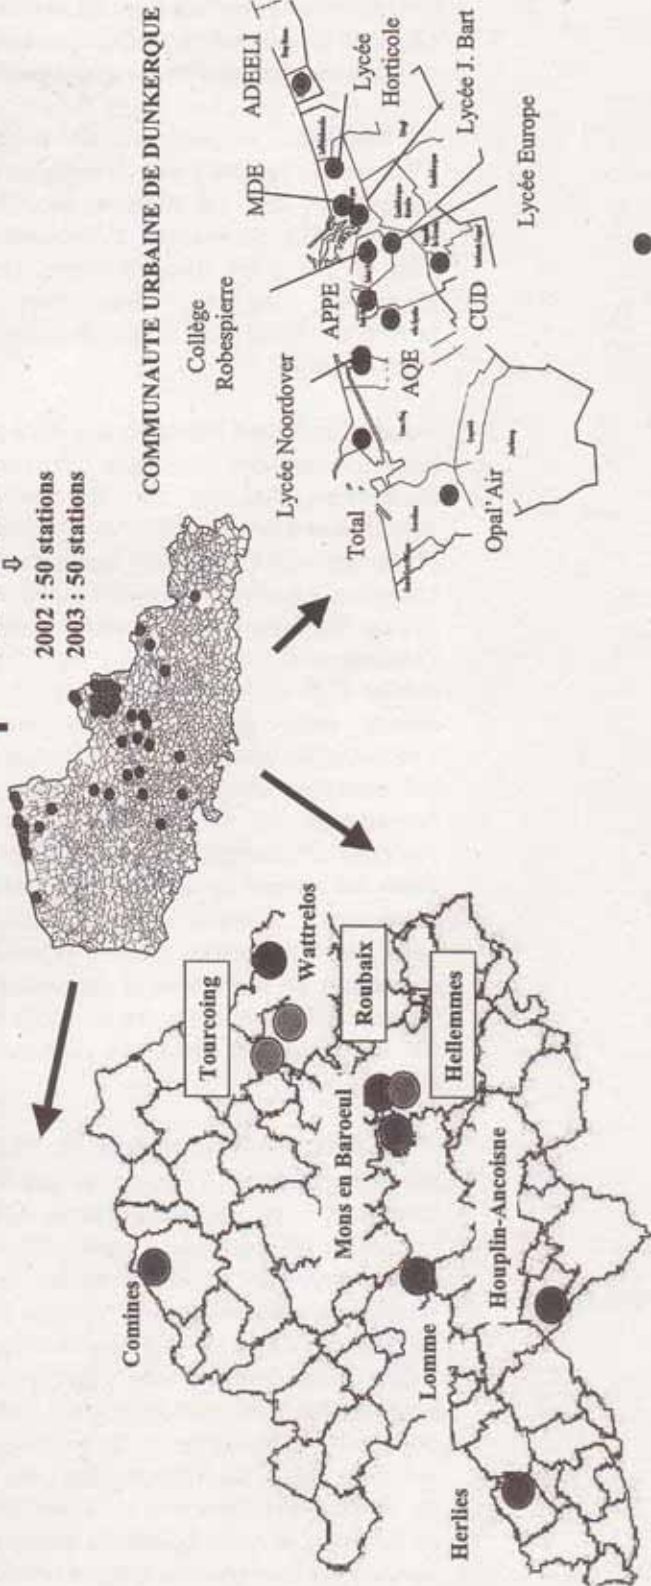 ⇨
2002 : 50 stations
2003 : 50 stations
COMMUNAUTE URBAINE DE DUNKERQUE
Collège
Robespierre
MDE
ADEELI
Lycée
Horticole
Lycée J. Bart
Lycée Europe
Lycée Noordover
APPE
AQE
CUD
Total
Opal'Air
Tourcoing
Wattrelos
Roubaix
Hellemmes
Mons en Baroeul
Comines
Lomme
Houplin-Ancoisne
Herlies